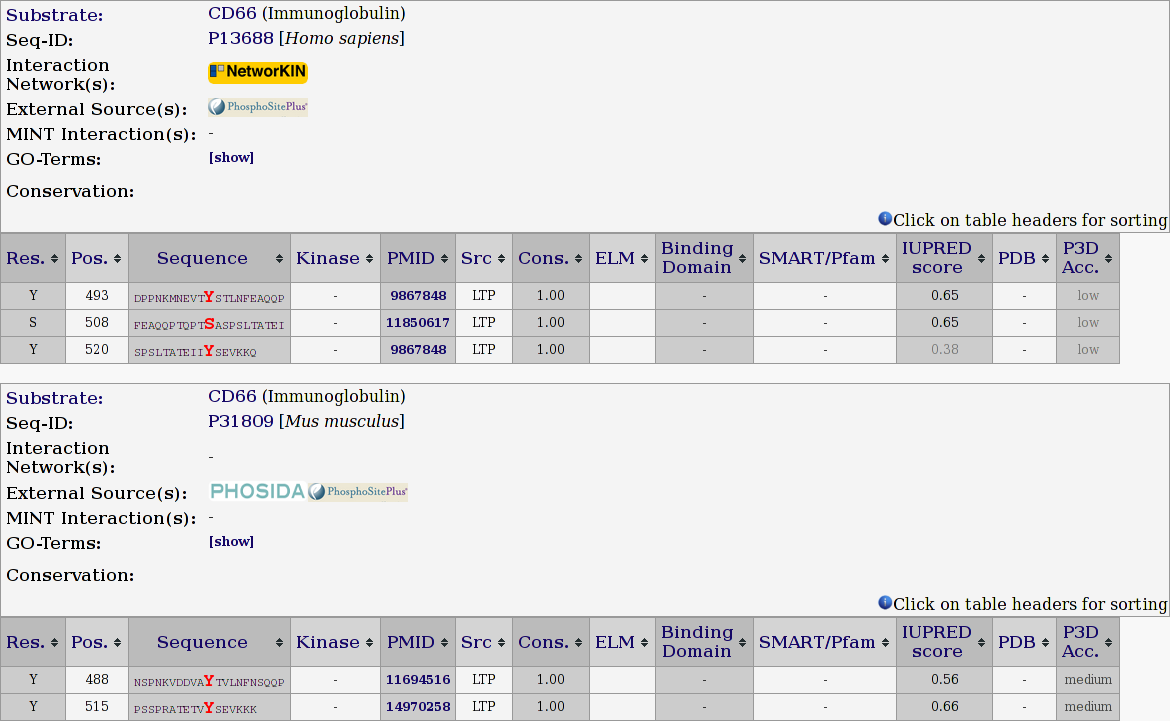 Substrate: CD66 (Immunoglobulin)
Seq-ID: P13688 [Homo sapiens]
Interaction
Network(s): NetworKIN
External Source(s): PhosphoSitePlus®
MINT Interaction(s): -
GO-Terms: [show]
Conservation:
Click on table headers for sorting
Res. Pos. Sequence Kinase PMID Src Cons. ELM Binding Domain SMART/Pfam IUPRED score PDB P3D Acc.
Y 493 DPPNKMNEVTYSTLNFEAQQP - 9867848 LTP 1.00 - - 0.65 - low
S 508 FEAQQPTQPTSASPSLTATEI - 11850617 LTP 1.00 - - 0.65 - low
Y 520 SPSLTATEIIYSEVKKQ - 9867848 LTP 1.00 - - 0.38 - low
Substrate: CD66 (Immunoglobulin)
Seq-ID: P31809 [Mus musculus]
Interaction
Network(s): -
External Source(s): PHOSIDA PhosphoSitePlus®
MINT Interaction(s): -
GO-Terms: [show]
Conservation:
Click on table headers for sorting
Res. Pos. Sequence Kinase PMID Src Cons. ELM Binding Domain SMART/Pfam IUPRED score PDB P3D Acc.
Y 488 NSPNKVDDVAYTVLNFNSQQP - 11694516 LTP 1.00 - - 0.56 - medium
Y 515 PSSPRATETVYSEVKKK - 14970258 LTP 1.00 - - 0.66 - medium